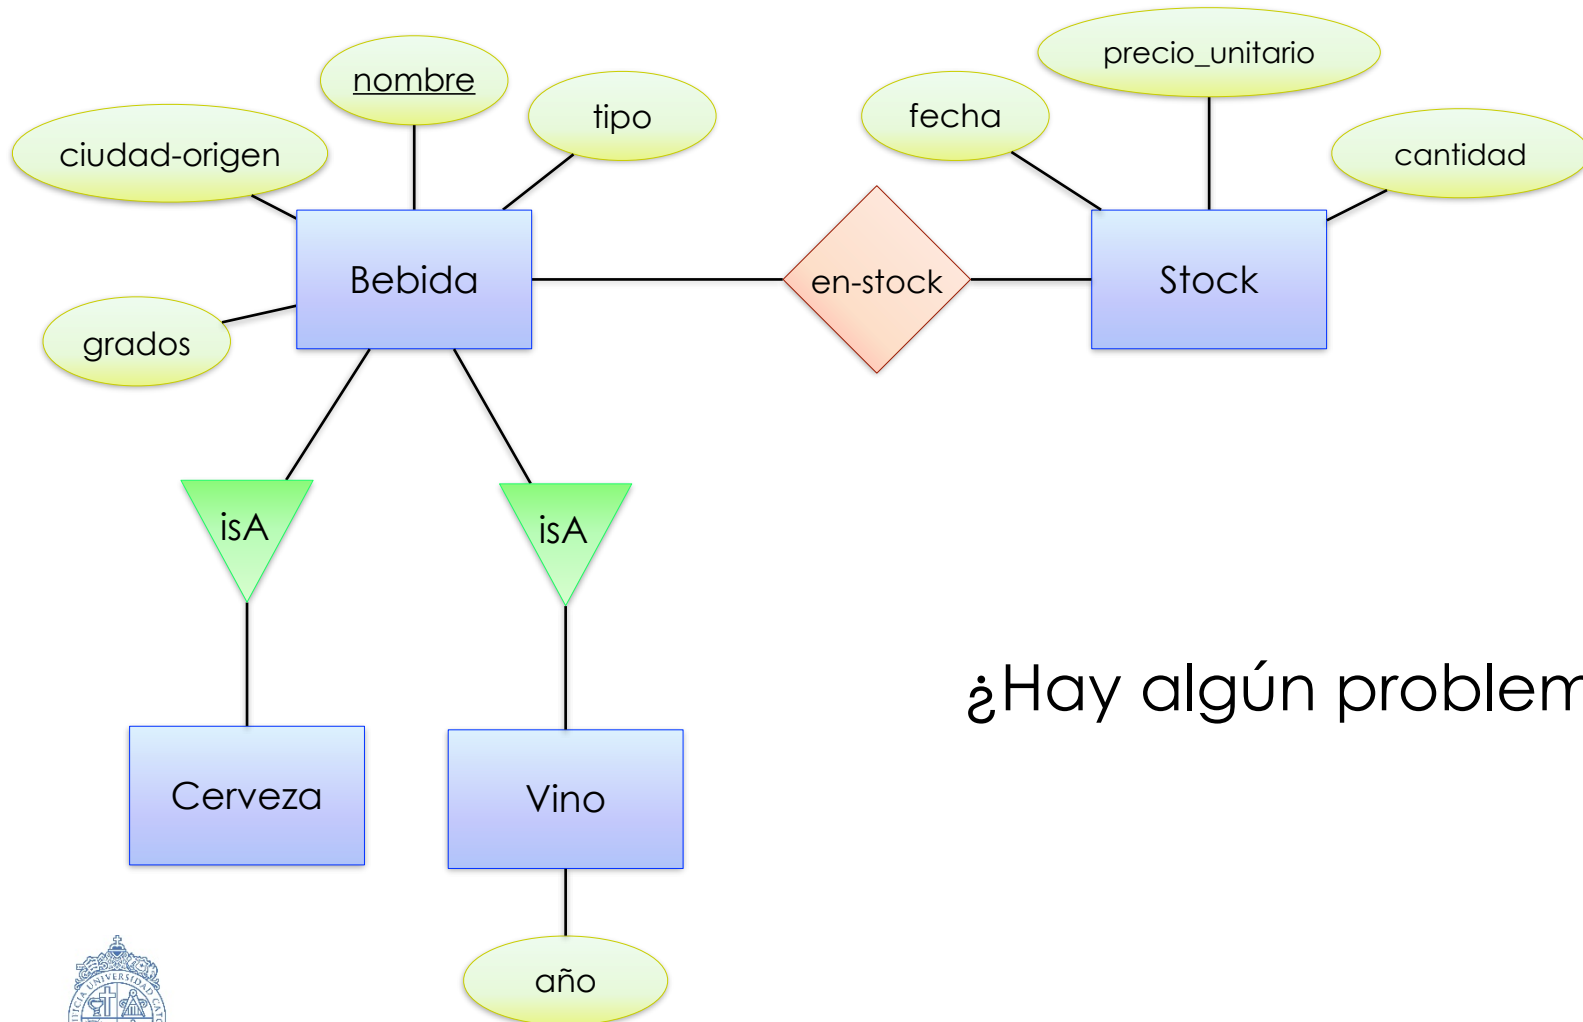 nombre
tipo
ciudad-origen
grados
precio_unitario
fecha
cantidad
Bebida
en-stock
Stock
isA
isA
Cerveza
Vino
año
¿Hay algún problem